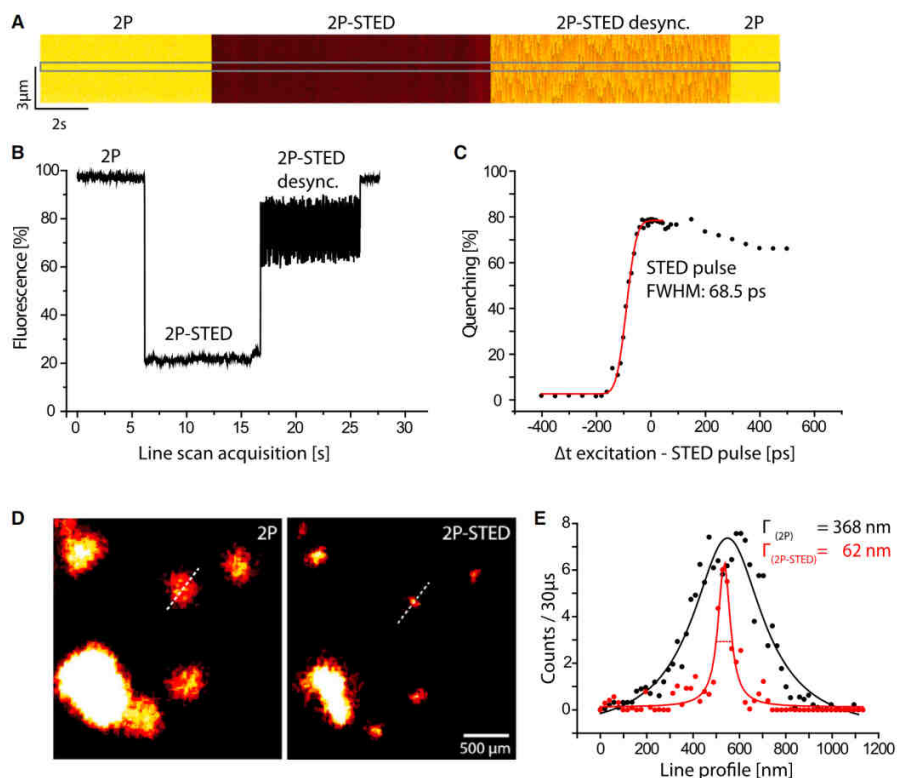 A
2P
2P-STED
2P-STED desync.
2P
3μm
2s
B
2P
2P-STED
desync.
2P-STED
100
80
60
40
20
0
Fluorescence [%]
0 5 10 15 20 25 30
Line scan acquisition [s]
C
100
80
60
40
20
0
Quenching [%]
STED pulse
FWHM: 68.5 ps
-400 -200 0 200 400 600
Δt excitation - STED pulse [ps]
D
2P
2P-STED
500 μm
E
8
6
4
2
0
Counts / 30μs
Γ (2P) = 368 nm
Γ(2P-STED) = 62 nm
0 200 400 600 800 1000 1200
Line profile [nm]